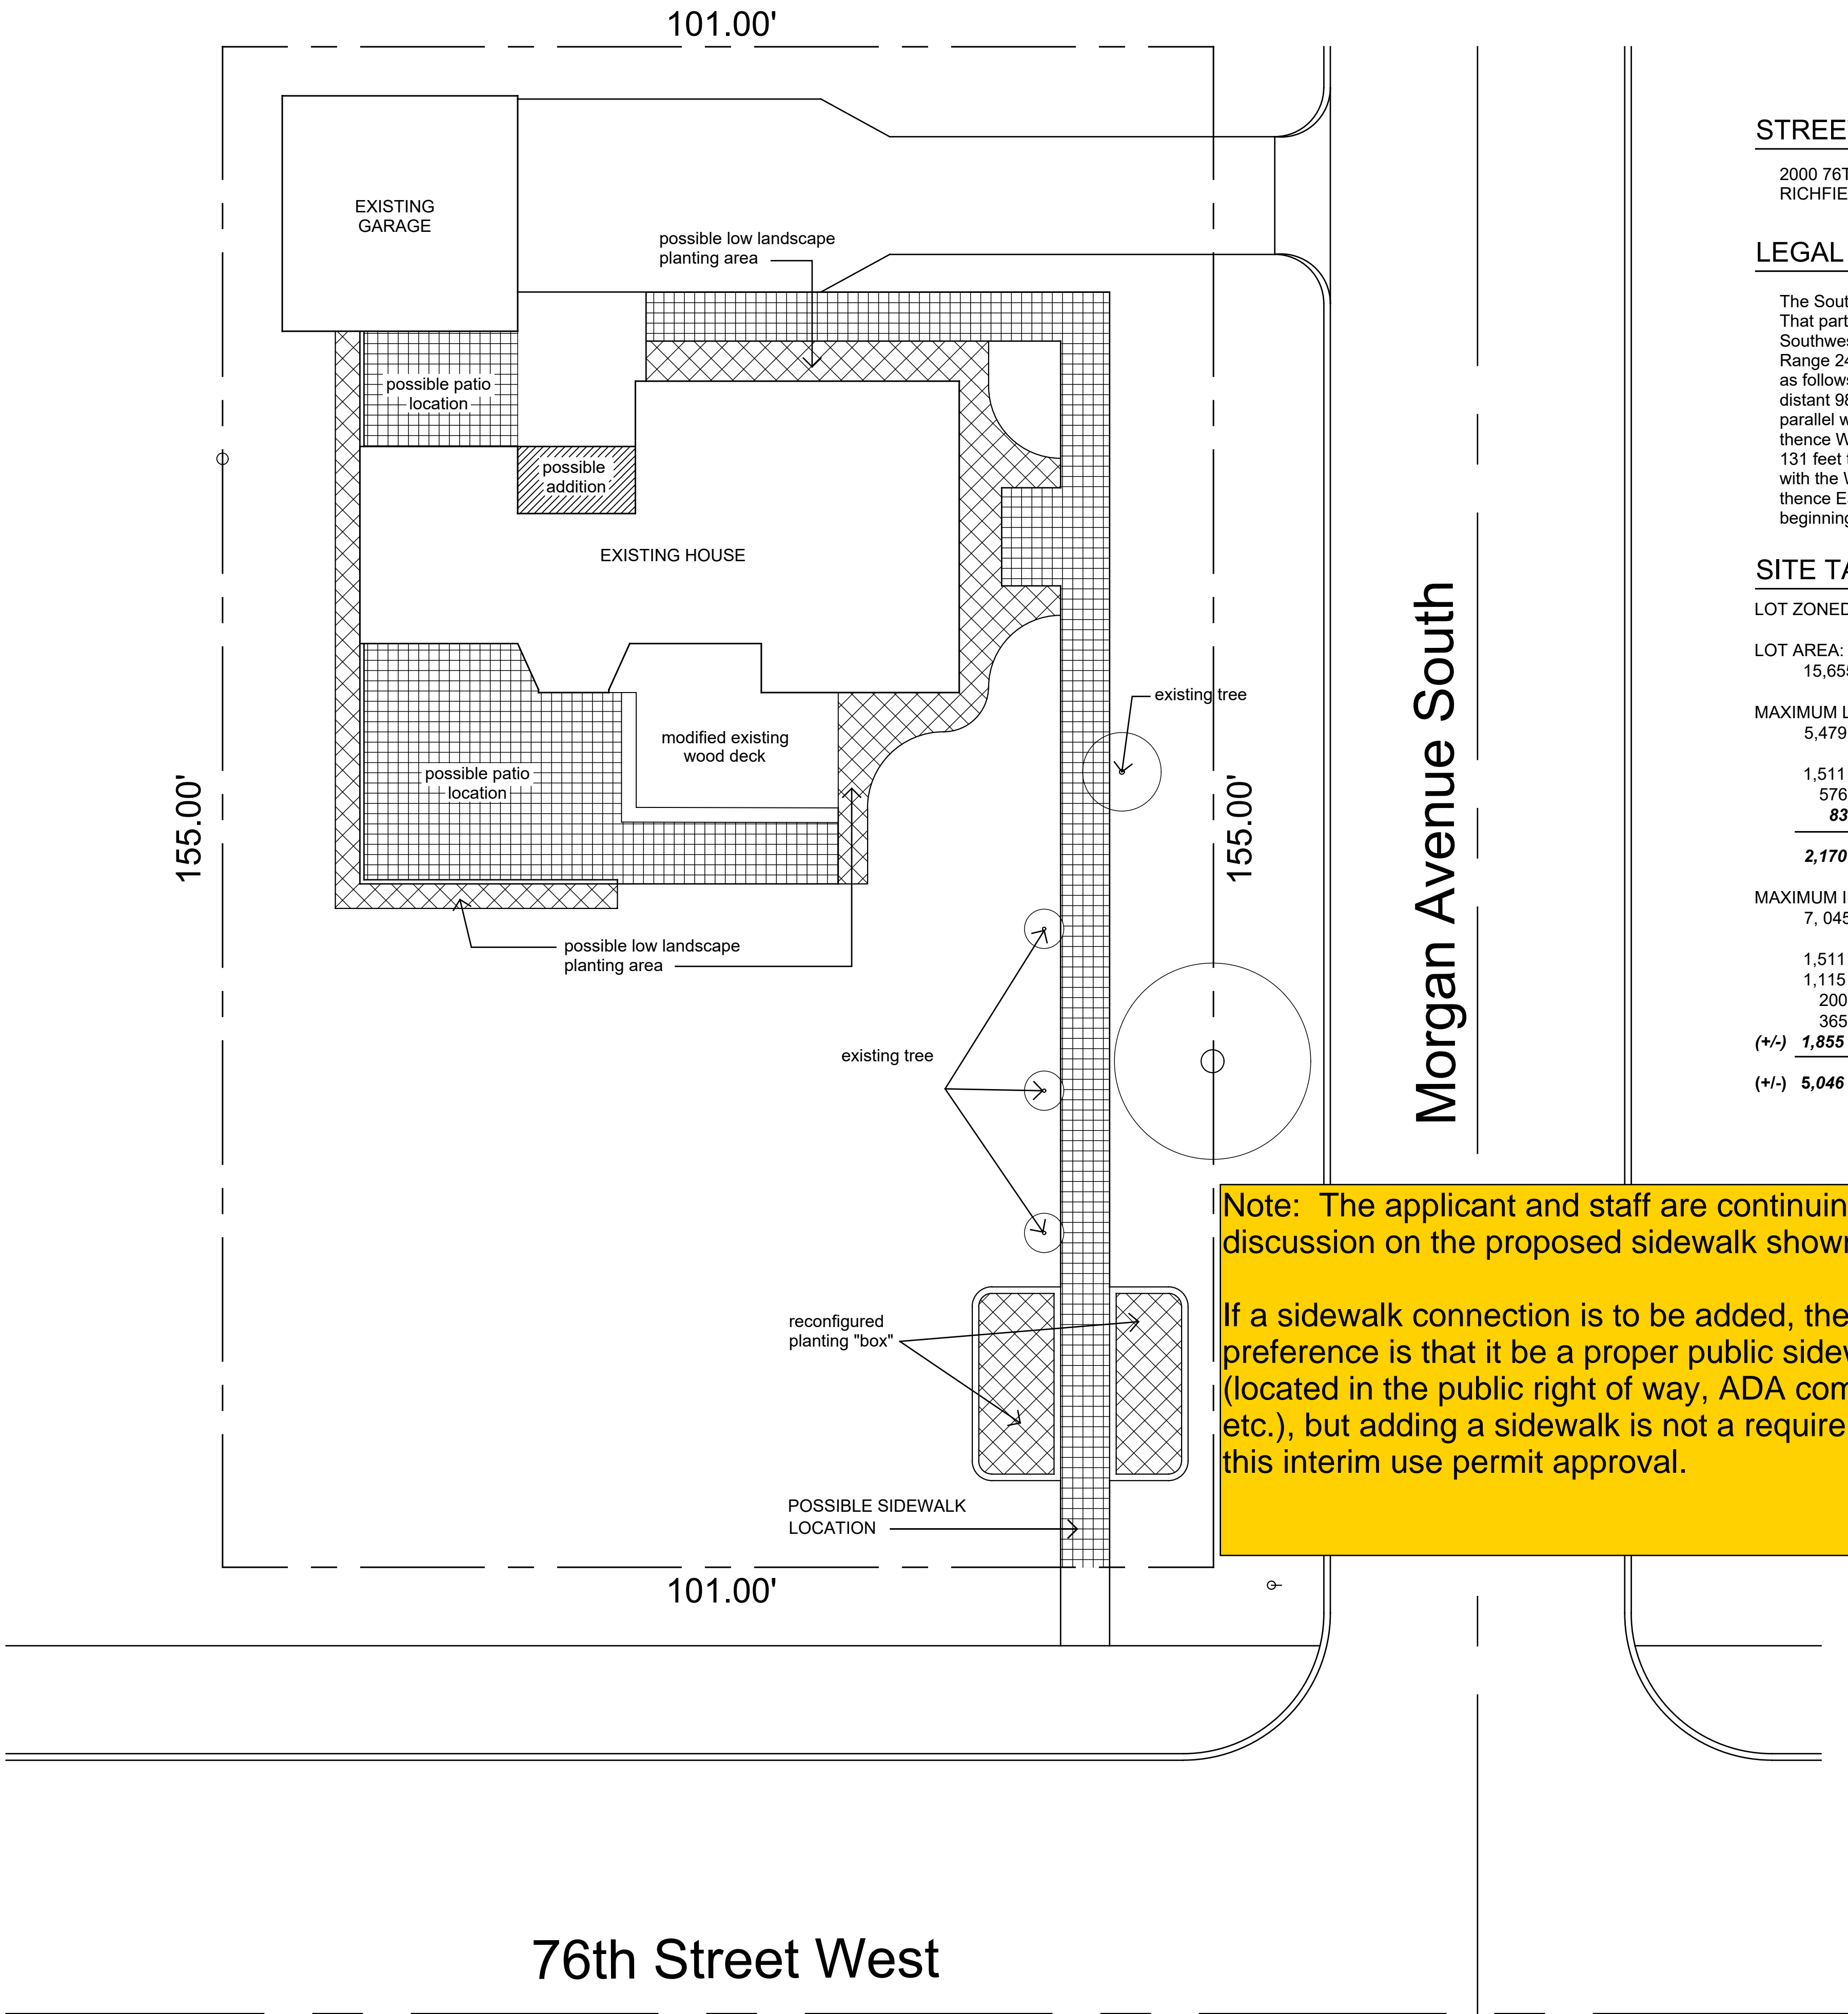 101.00'
EXISTING
GARAGE
possible low landscape
planting area
possible patio
location
possible
addition
EXISTING HOUSE
existing tree
modified existing
wood deck
possible patio
location
155.00'
155.00'
possible low landscape
planting area
existing tree
reconfigured
planting "box"
POSSIBLE SIDEWALK
LOCATION
101.00'
Morgan Avenue South
76th Street West
STREE
2000 76T
RICHFIE
LEGAL
The Sout
That part
Southwes
Range 24
as follows
distant 98
parallel w
thence W
131 feet t
with the W
thence E
beginning
SITE TA
LOT ZONED
LOT AREA:
15,655
MAXIMUM L
5,479
1,511
576
83
2,170
MAXIMUM I
7, 045
1,511
1,115
200
365
(+/-) 1,855
(+/-) 5,046
Note: The applicant and staff are continuin
discussion on the proposed sidewalk shown
If a sidewalk connection is to be added, the
preference is that it be a proper public sidew
(located in the public right of way, ADA com
etc.), but adding a sidewalk is not a require
this interim use permit approval.